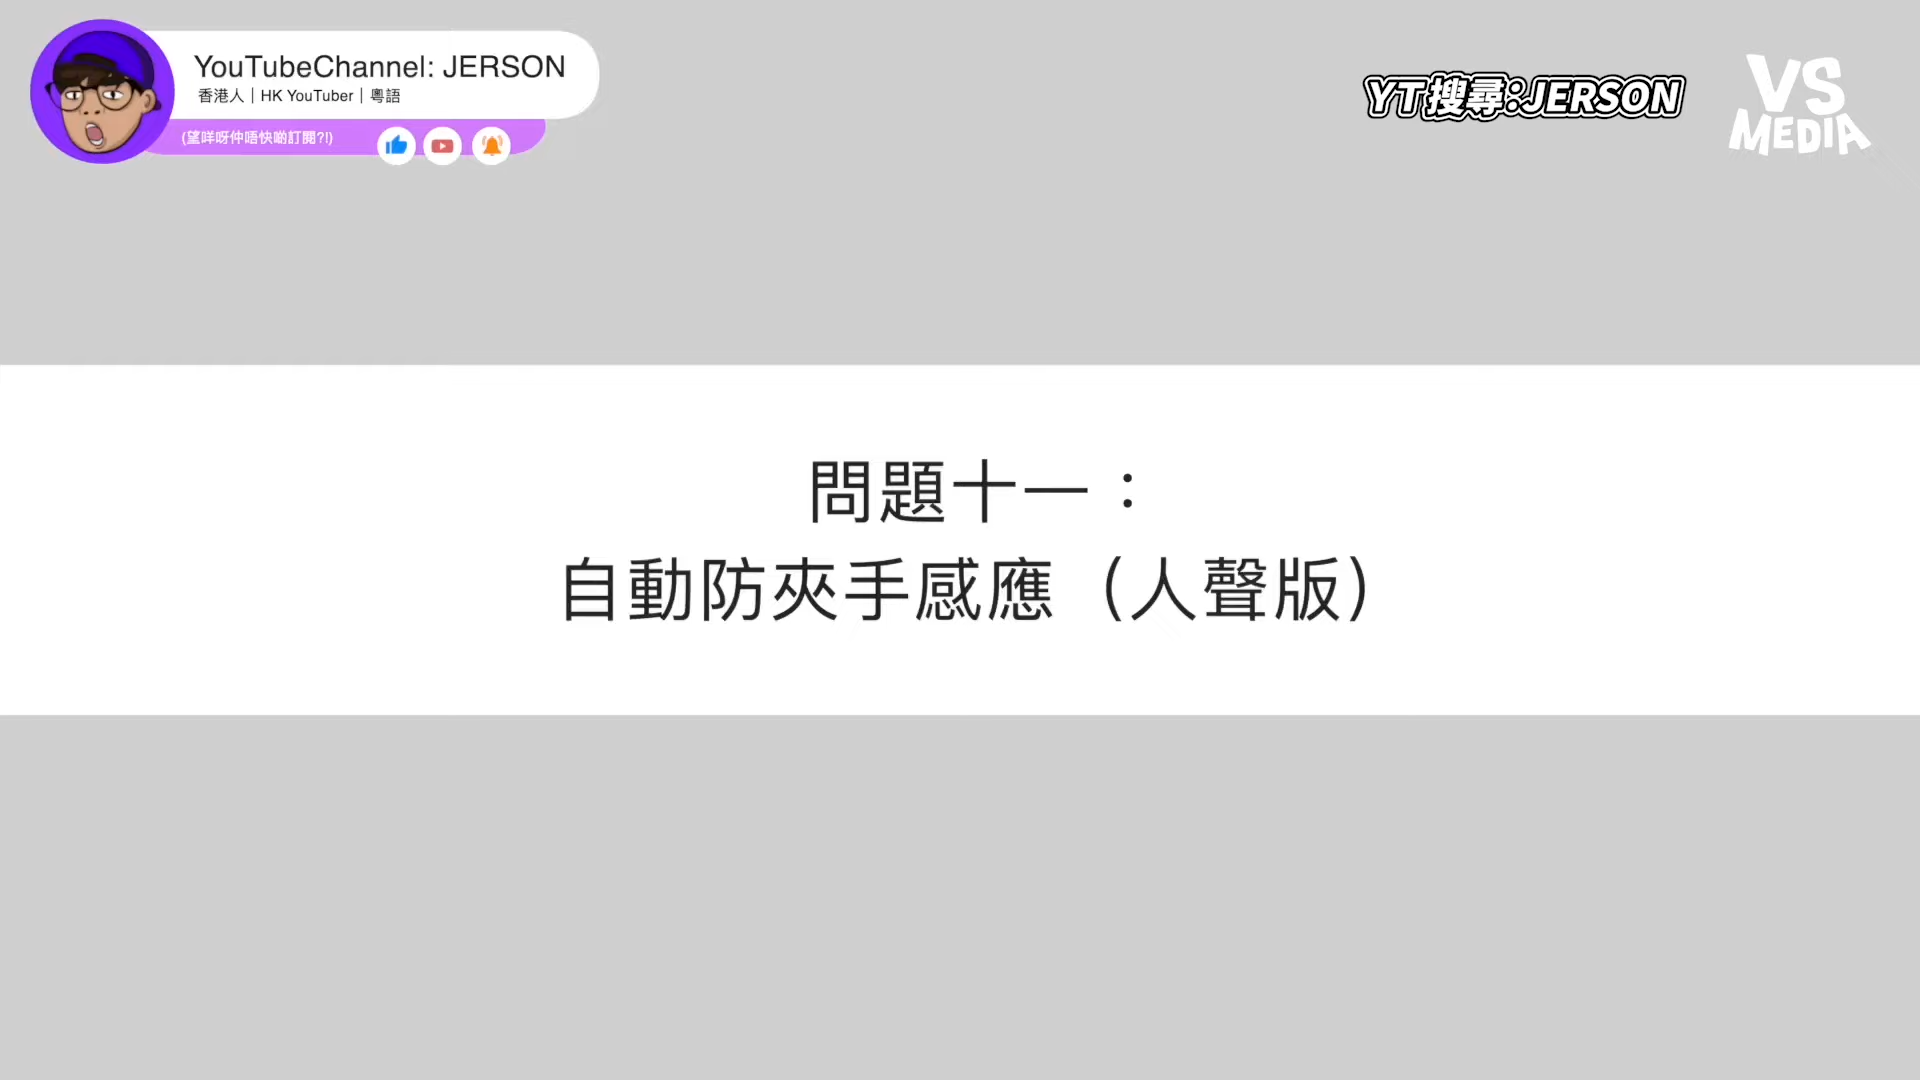 YouTubeChannel: JERSON
香港人｜HK YouTuber｜粵語
(望咩呀仲唔快啲訂閱?!)
YT搜尋:JERSON
VS
MEDIA
問題十一：
自動防夾手感應（人聲版）